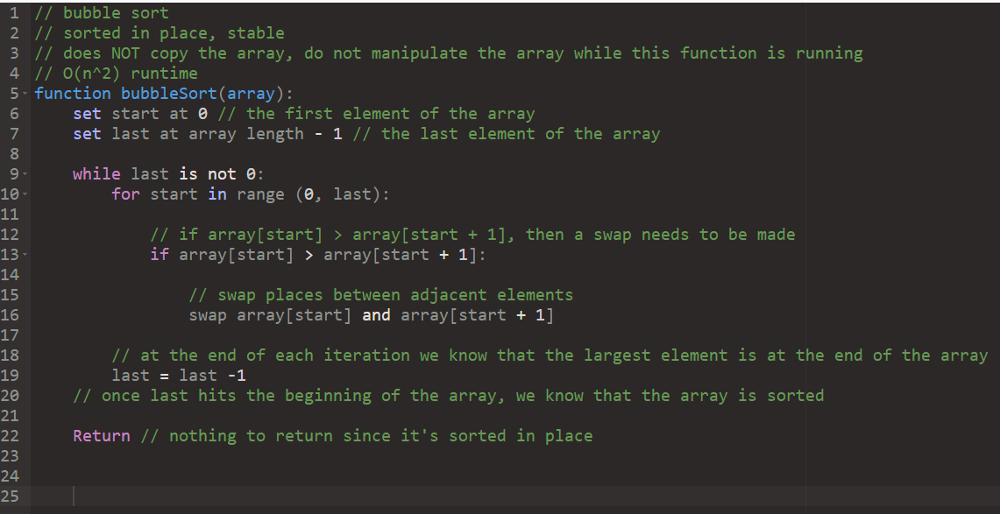 1 // bubble sort
2 // sorted in place, stable
3 // does NOT copy the array, do not manipulate the array while this function is running
4 // O(n^2) runtime
5 function bubbleSort(array):
6 set start at 0 // the first element of the array
7 set last at array length - 1 // the last element of the array
8
9 while last is not 0:
10 for start in range (0, last):
11
12 // if array[start] > array[start + 1], then a swap needs to be made
13 if array[start] > array[start + 1]:
14
15 // swap places between adjacent elements
16 swap array[start] and array[start + 1]
17
18 // at the end of each iteration we know that the largest element is at the end of the array
19 last = last -1
20 // once last hits the beginning of the array, we know that the array is sorted
21
22 Return // nothing to return since it's sorted in place
23
24
25